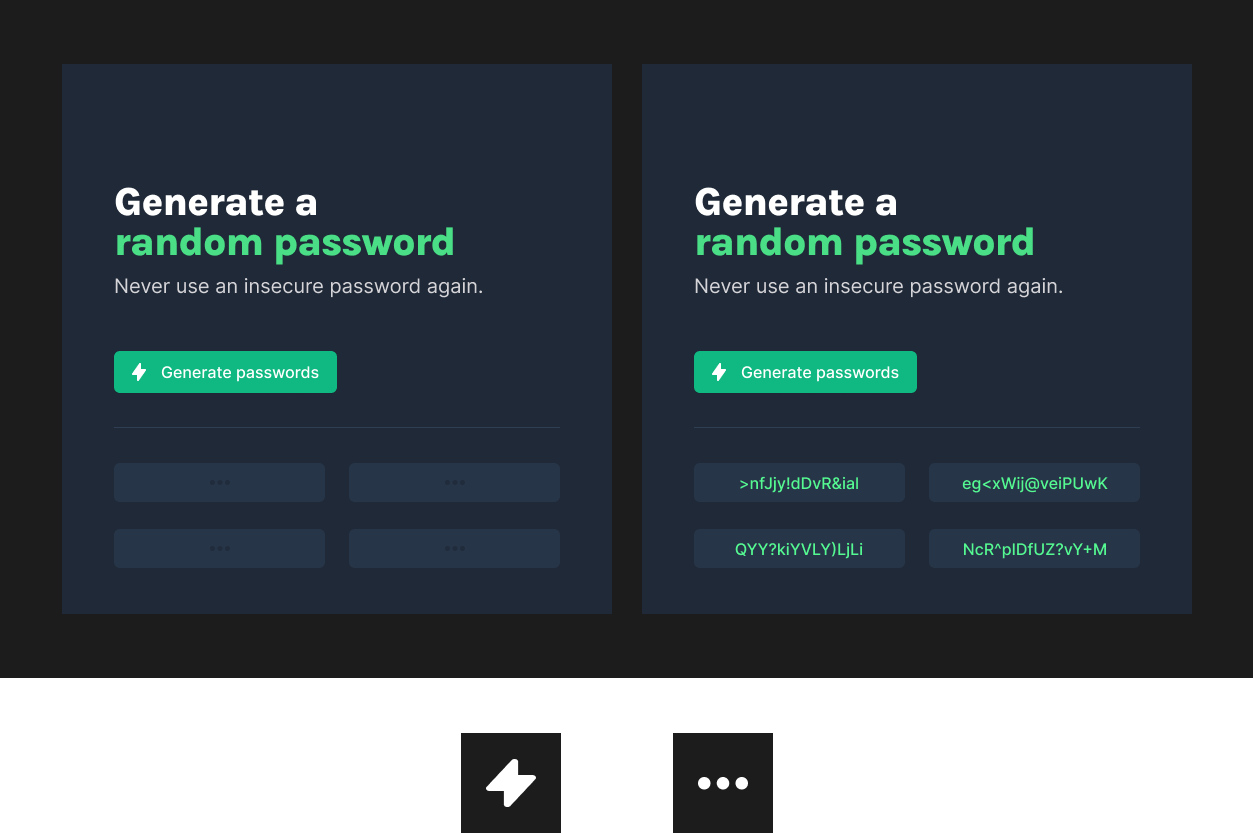 Generate a
random password
Never use an insecure password again.
Generate passwords
Generate a
random password
Never use an insecure password again.
Generate passwords
>nfJjy!dDvR&ial
eg<xWij@veiPUwK
QYY?kiYVLY)LjLi
NcR^pIDfUZ?vY+M